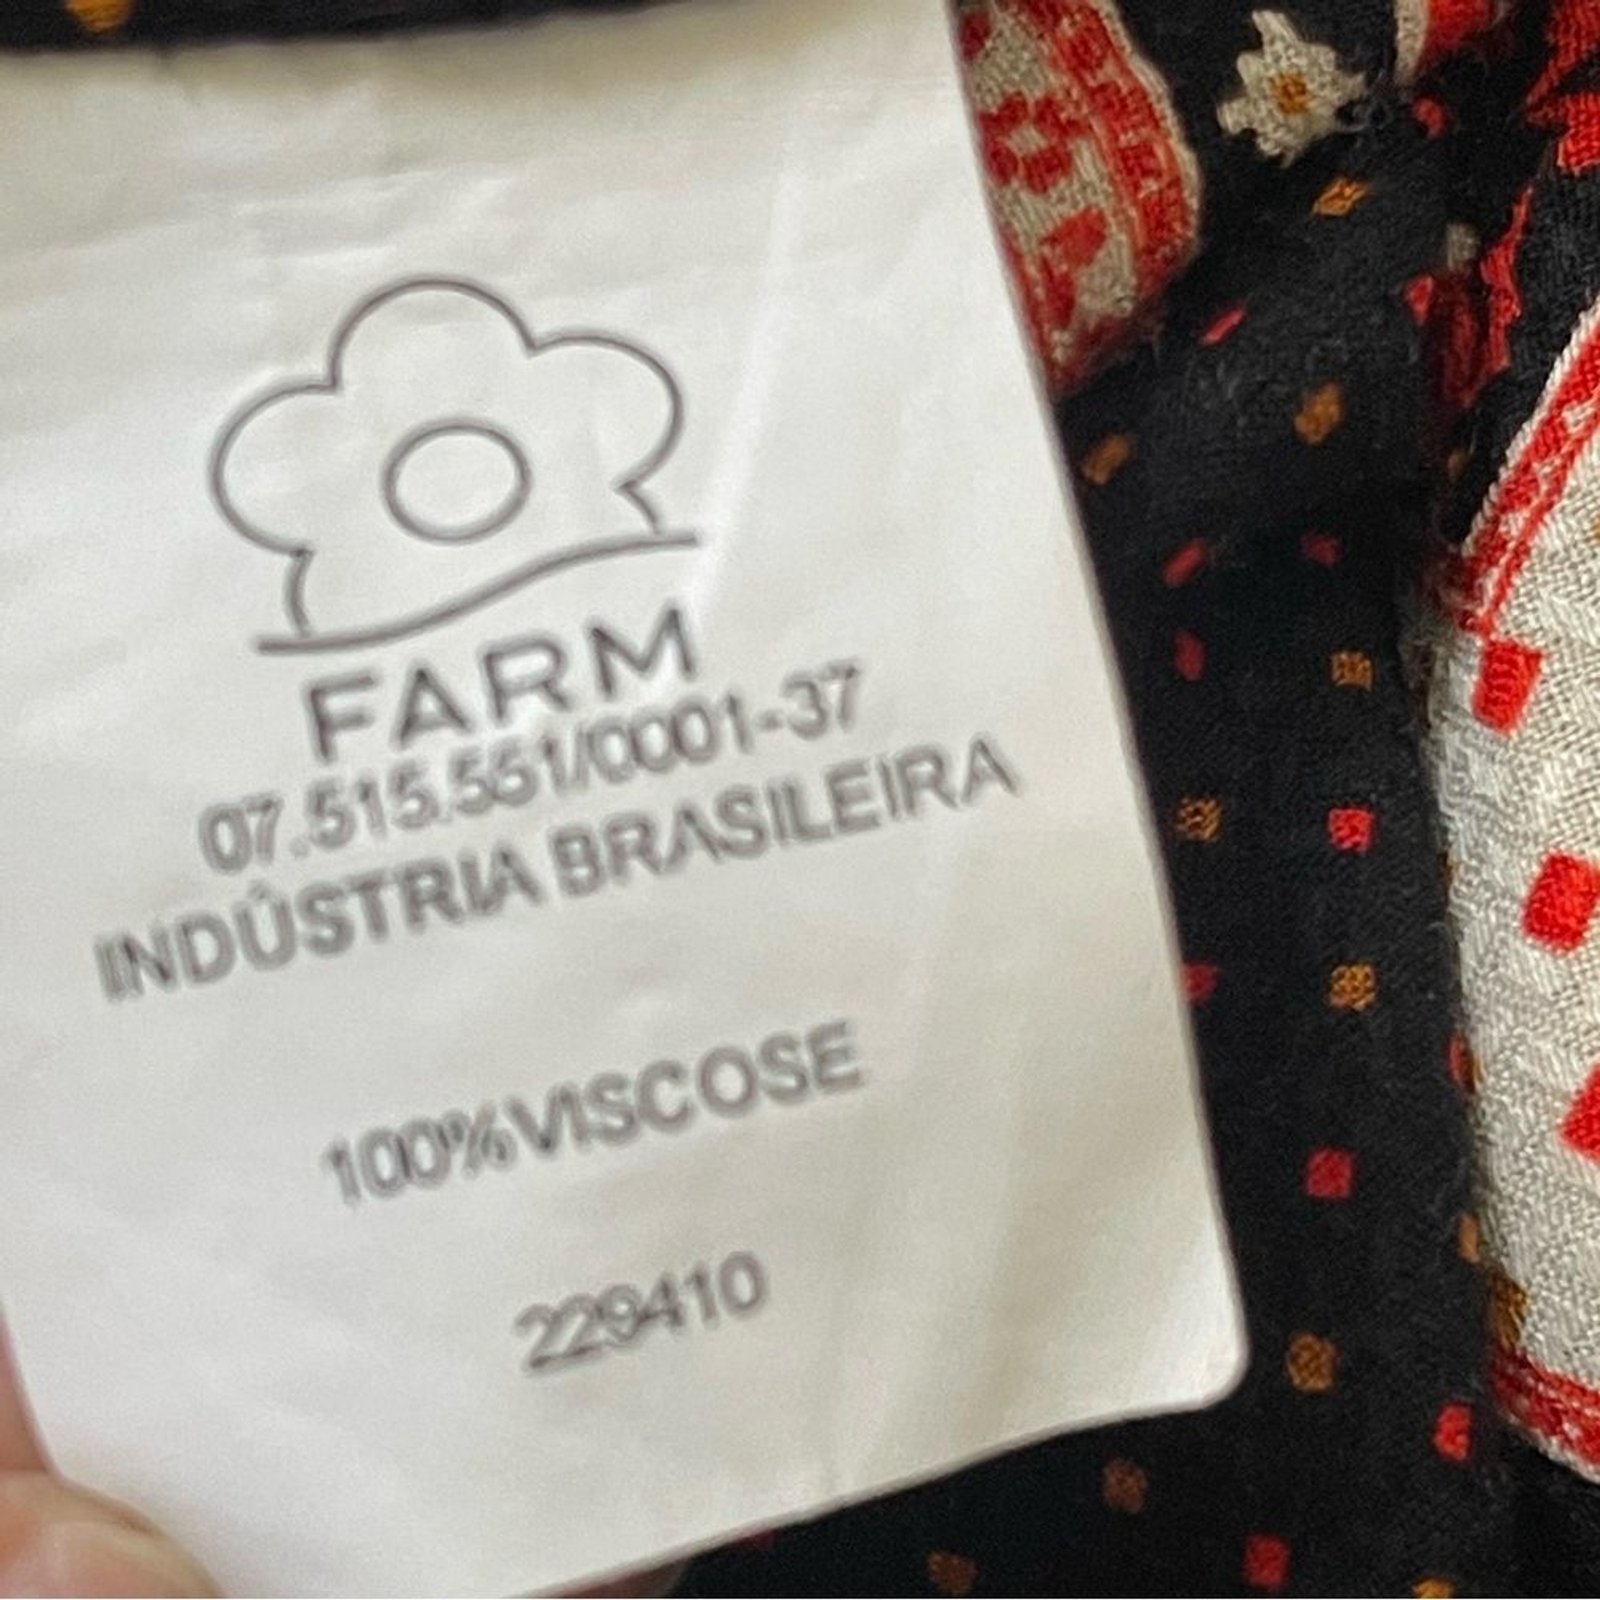 FARM
07.515.551/0001-37
INDÚSTRIA BRASILEIRA
100%VISCOSE
229410